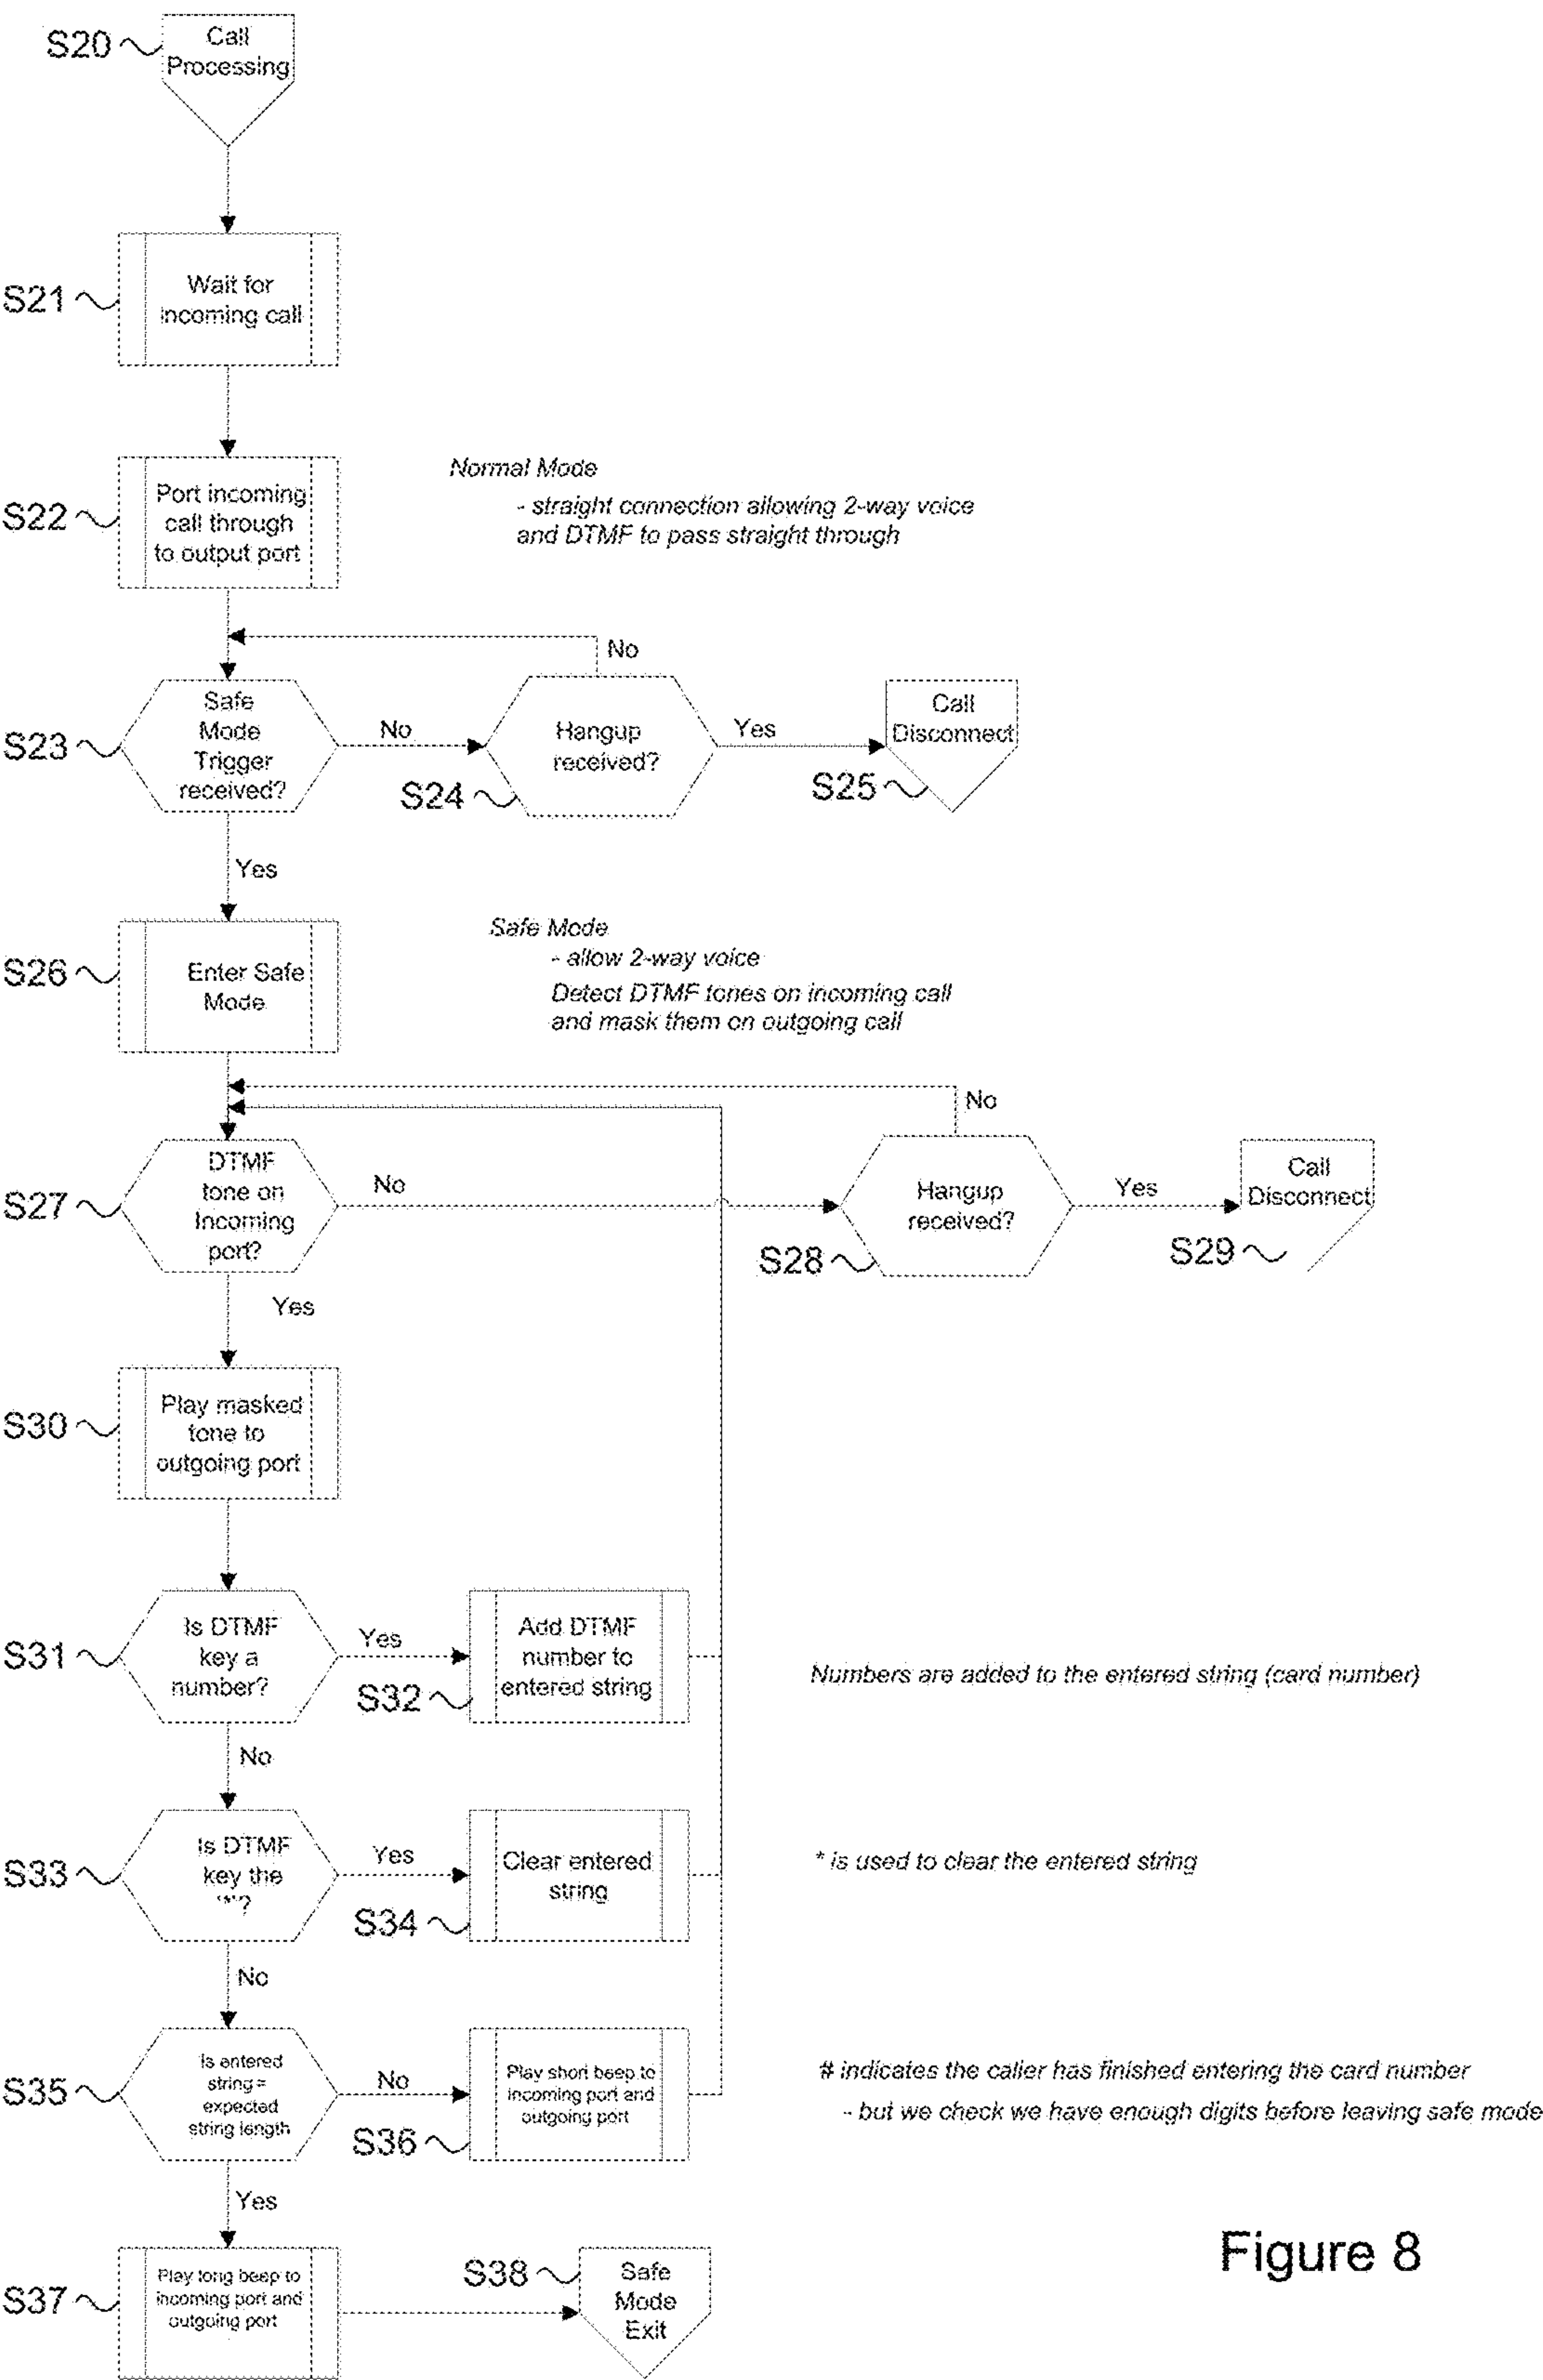 S20
Call
Processing
S21
Wait for
incoming call
S22
Port incoming
call through
to output port
Normal Mode
- straight connection allowing 2-way voice
and DTMF to pass straight through
S23
Safe
Mode
Trigger
received?
No
S24
Hangup
received?
No
Yes
S25
Call
Disconnect
Yes
S26
Enter Safe
Mode
Safe Mode
- allow 2-way voice
Detect DTMF tones on incoming call
and mask them on outgoing call
S27
DTMF
tone on
Incoming
port?
No
S28
Hangup
received?
No
Yes
S29
Call
Disconnect
Yes
S30
Play masked
tone to
outgoing port
S31
Is DTMF
key a
number?
Yes
S32
Add DTMF
number to
entered string
Numbers are added to the entered string (card number)
No
S33
Is DTMF
key the
'*'?
Yes
S34
Clear entered
string
* is used to clear the entered string
No
S35
Is entered
string =
expected
string length
No
S36
Play short beep to
incoming port and
outgoing port
# indicates the caller has finished entering the card number
- but we check we have enough digits before leaving safe mode
Yes
S37
Play long beep to
incoming port and
outgoing port
S38
Safe
Mode
Exit
Figure 8